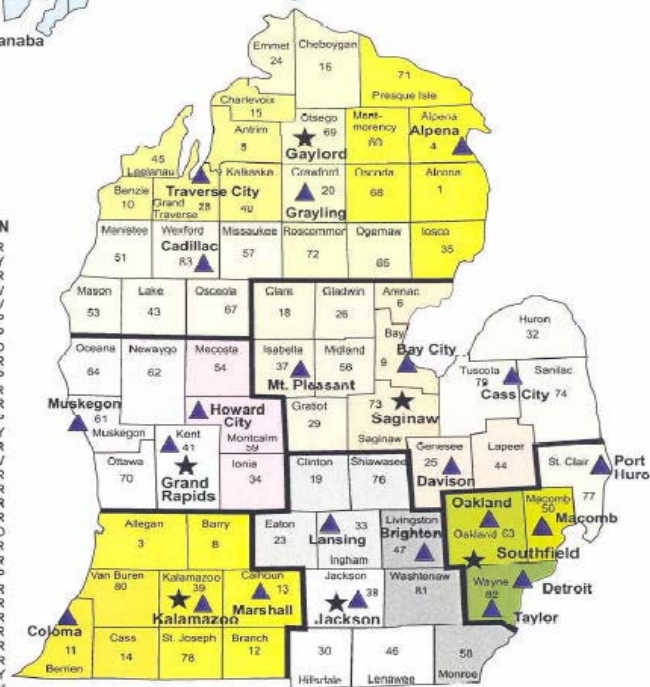 anaba
Emmet
24
Cheboygan
16
71
Presque Isle
Charlevoix
15
Antrim
Otsego
69
Gaylord
Mont-
morency
60
Alpena
Alpena
4
45
Leelanau
Traverse City
Kalkaska
40
Crawford
20
Grayling
Oscoda
68
Alcona
1
Benzie
10
Grand
Traverse
28
Manistee
51
Wexford
Cadillac
83
Missaukee
57
Roscommon
72
Ogemaw
65
Iosco
35
Mason
53
Lake
43
Osceola
67
Clare
18
Gladwin
26
Arenac
6
Huron
32
Oceana
64
Newaygo
62
Mecosta
54
Isabella
37
Mt. Pleasant
Midland
56
Bay
9
Bay City
Tuscola
79
Cass City
Sanilac
74
Muskegon
61
Muskegon
Howard
City
Montcalm
59
Gratiot
29
73
Saginaw
Saginaw
Kent
41
Grand
Rapids
Ottawa
70
Ionia
34
Clinton
19
Shiawassee
76
Genesee
25
Davison
Lapeer
44
St. Clair
77
Port
Huro
Allegan
3
Barry
8
Eaton
23
33
Lansing
Ingham
Livingston
Brighton
47
Oakland
Oakland 63
Macomb
50
Macomb
Southfield
Van Buren
80
Kalamazoo
39
Kalamazoo
Calhoun
13
Marshall
Jackson
38
Jackson
Washtenaw
81
Wayne
82
Detroit
Taylor
Coloma
11
Berrien
Cass
14
St. Joseph
78
Branch
12
30
Hillsdale
46
Lenawee
58
Monroe